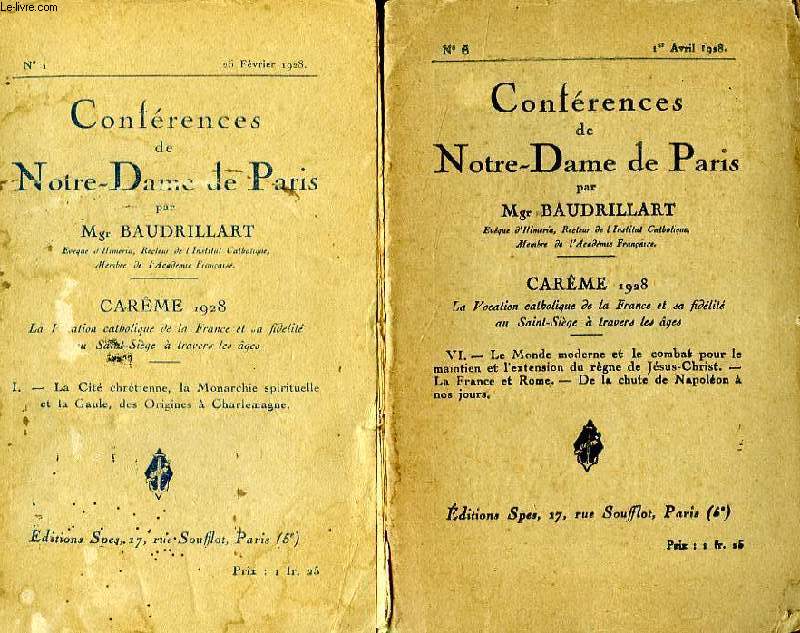 Le-livre.com
N° 1 26 Février 1928.
Conférences
de
Notre-Dame de Paris
par
Mgr BAUDRILLART
Evêque d'Himeria, Recteur de l'Institut Catholique,
Membre de l'Académie Française.
CARÊME 1928
La Vocation catholique de la France et sa fidélité
au Saint-Siège à travers les âges
I. — La Cité chrétienne, la Monarchie spirituelle
et la Gaule, des Origines à Charlemagne.
Éditions Spes, 17, rue Soufflot, Paris (5e)
Prix : 1 fr. 25
N° 6 1er Avril 1928.
Conférences
de
Notre-Dame de Paris
par
Mgr BAUDRILLART
Evêque d'Himeria, Recteur de l'Institut Catholique,
Membre de l'Académie Française.
CARÊME 1928
La Vocation catholique de la France et sa fidélité
au Saint-Siège à travers les âges
VI. — Le Monde moderne et le combat pour le
maintien et l'extension du règne de Jésus-Christ. —
La France et Rome. — De la chute de Napoléon à
nos jours.
Éditions Spes, 17, rue Soufflot, Paris (5e)
Prix : 1 fr. 25